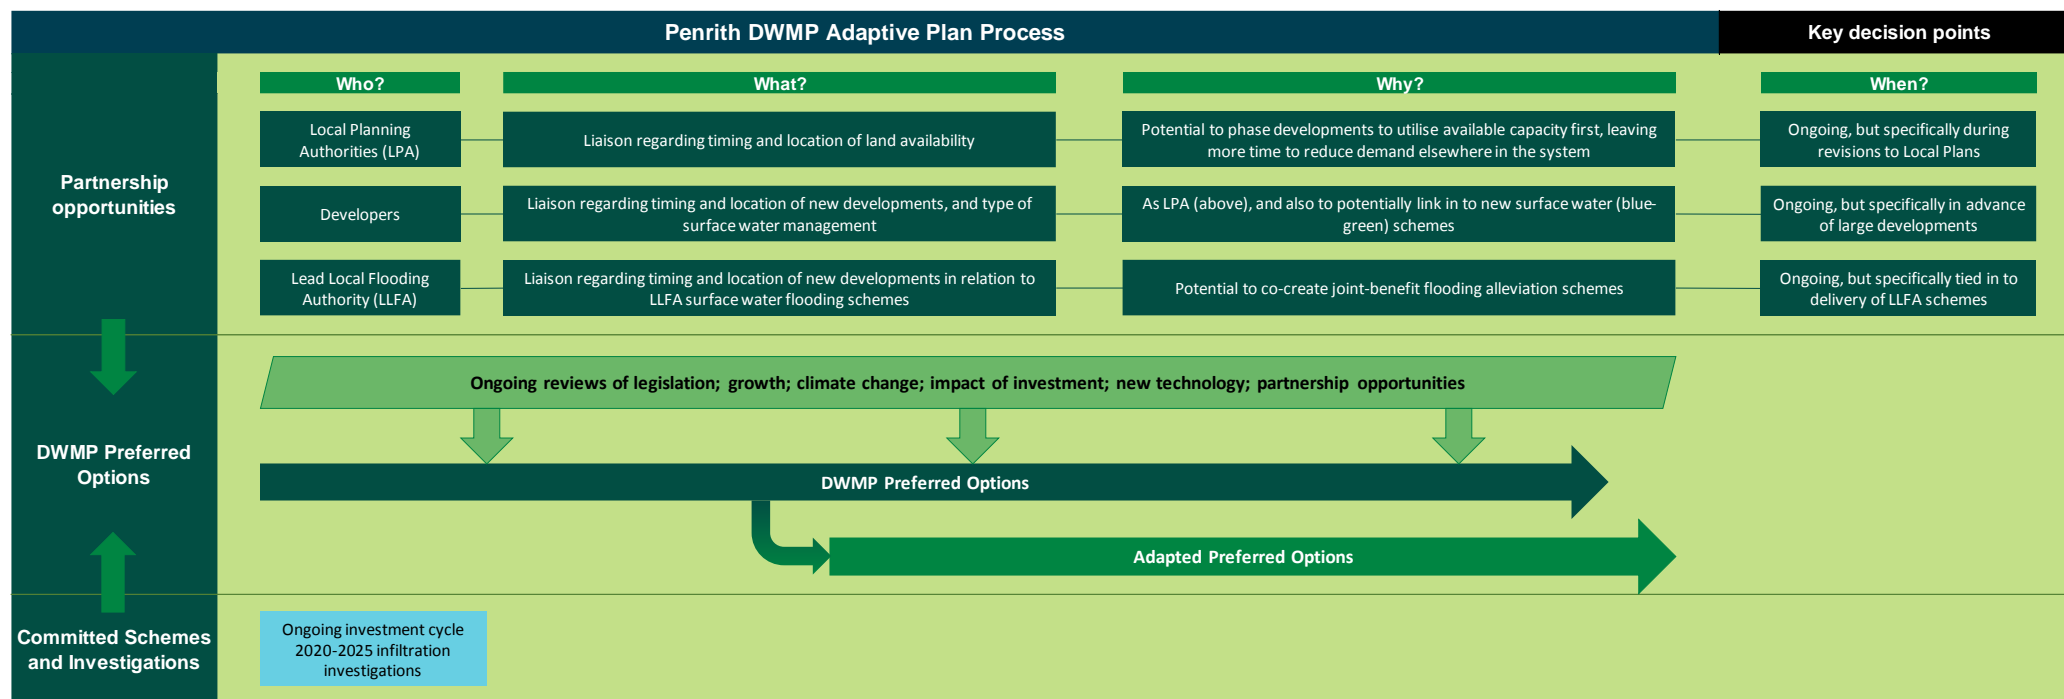 Penrith DWMP Adaptive Plan Process
Key decision points
Who?
What?
Why?
When?
Partnership
opportunities
Local Planning
Authorities (LPA)
Liaison regarding timing and location of land availability
Potential to phase developments to utilise available capacity first, leaving
more time to reduce demand elsewhere in the system
Ongoing, but specifically during
revisions to Local Plans
Developers
Liaison regarding timing and location of new developments, and type of
surface water management
As LPA (above), and also to potentially link in to new surface water (blue-
green) schemes
Ongoing, but specifically in advance
of large developments
Lead Local Flooding
Authority (LLFA)
Liaison regarding timing and location of new developments in relation to
LLFA surface water flooding schemes
Potential to co-create joint-benefit flooding alleviation schemes
Ongoing, but specifically tied in to
delivery of LLFA schemes
DWMP Preferred
Options
Ongoing reviews of legislation; growth; climate change; impact of investment; new technology; partnership opportunities
DWMP Preferred Options
Adapted Preferred Options
Committed Schemes
and Investigations
Ongoing investment cycle
2020-2025 infiltration
investigations